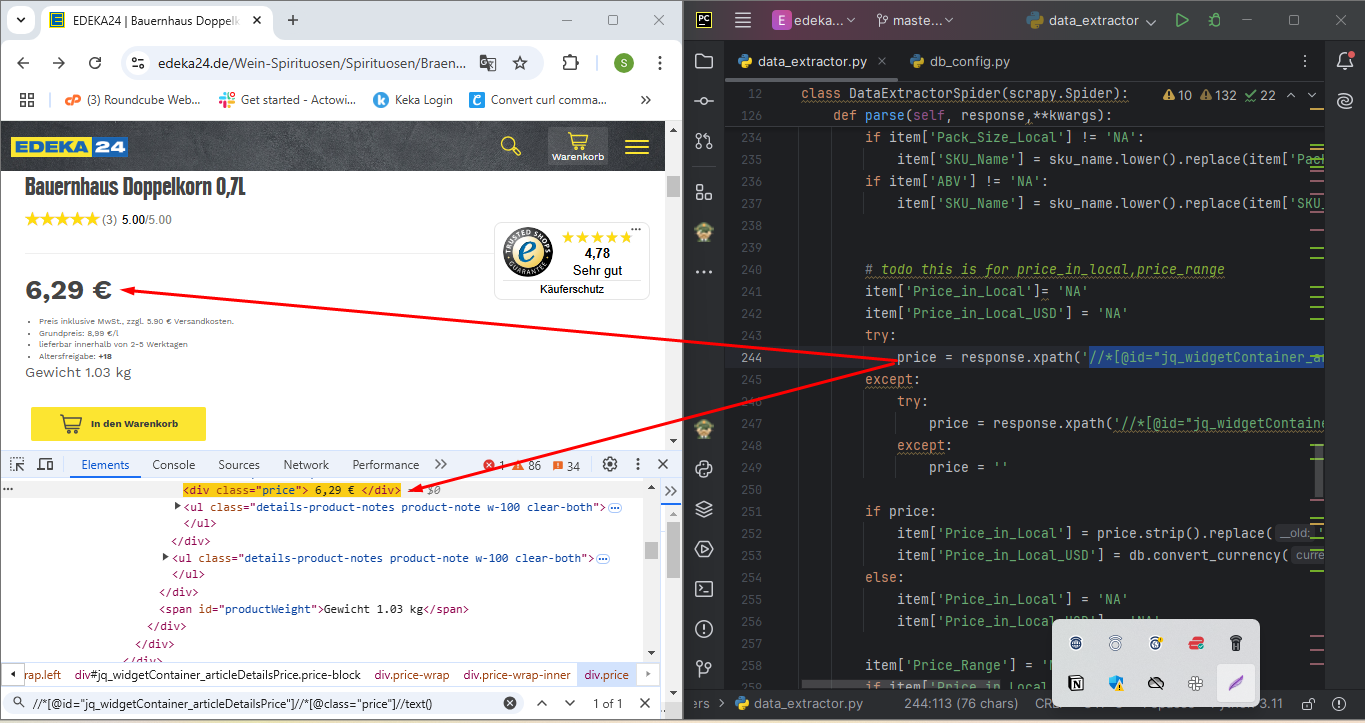 EDEKA24 | Bauernhaus Doppelk
edeka24.de/Wein-Spirituosen/Spirituosen/Braen...
S
(3) Roundcube Web...
Get started - Actowi...
Keka Login
Convert curl comma...
»
EDEKA 24
Warenkorb
Bauernhaus Doppelkorn 0,7L
(3) 5.00/5.00
TRUSTED SHOPS
GUARANTEE
4,78
Sehr gut
Käuferschutz
6,29 €
Preis inklusive MwSt., zzgl. 5.90 € Versandkosten.
Grundpreis: 8,99 €/l
lieferbar innerhalb von 2-5 Werktagen
Altersfreigabe: +18
Gewicht 1.03 kg
In den Warenkorb
Elements
Console
Sources
Network
Performance
»
1
86
34
<div class="price"> 6,29 € </div>
$0
<ul class="details-product-notes product-note w-100 clear-both">
</ul>
</div>
<ul class="details-product-notes product-note w-100 clear-both">
</ul>
</div>
<span id="productWeight">Gewicht 1.03 kg</span>
</div>
</div>
</div>
rap.left
div#jq_widgetContainer_articleDetailsPrice.price-block
div.price-wrap
div.price-wrap-inner
div.price
//*[@id="jq_widgetContainer_articleDetailsPrice"]//*[@class="price"]//text()
1 of 1
PC
E
edeka...
maste...
data_extractor
data_extractor.py
db_config.py
12 class DataExtractorSpider(scrapy.Spider):
10
132
22
126 def parse(self, response,**kwargs):
234 if item['Pack_Size_Local'] != 'NA':
235 item['SKU_Name'] = sku_name.lower().replace(item['Pac
236 if item['ABV'] != 'NA':
237 item['SKU_Name'] = sku_name.lower().replace(item['SKU_
238
239
240 # todo this is for price_in_local,price_range
241 item['Price_in_Local']= 'NA'
242 item['Price_in_Local_USD'] = 'NA'
243 try:
244 price = response.xpath('//*[@id="jq_widgetContainer_ar
245 except:
246 try:
247 price = response.xpath('//*[@id="jq_widgetContaine
248 except:
249 price = ''
250
251 if price:
252 item['Price_in_Local'] = price.strip().replace( __old: '
253 item['Price_in_Local_USD'] = db.convert_currency( curre
254 else:
255 item['Price_in_Local'] = 'NA'
256 item['Price_in_Local_USD'] = 'NA'
257
258 item['Price_Range'] = 'N
259 if item['Price_in_Local
ers
data_extractor.py
244:113 (76 chars)
3.11